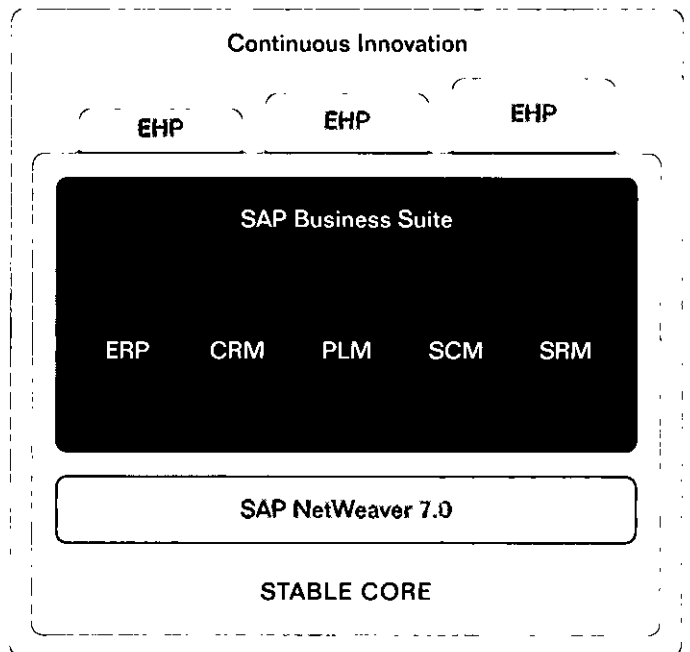 Continuous Innovation
EHP EHP EHP
SAP Business Suite
ERP CRM PLM SCM SRM
SAP NetWeaver 7.0
STABLE CORE